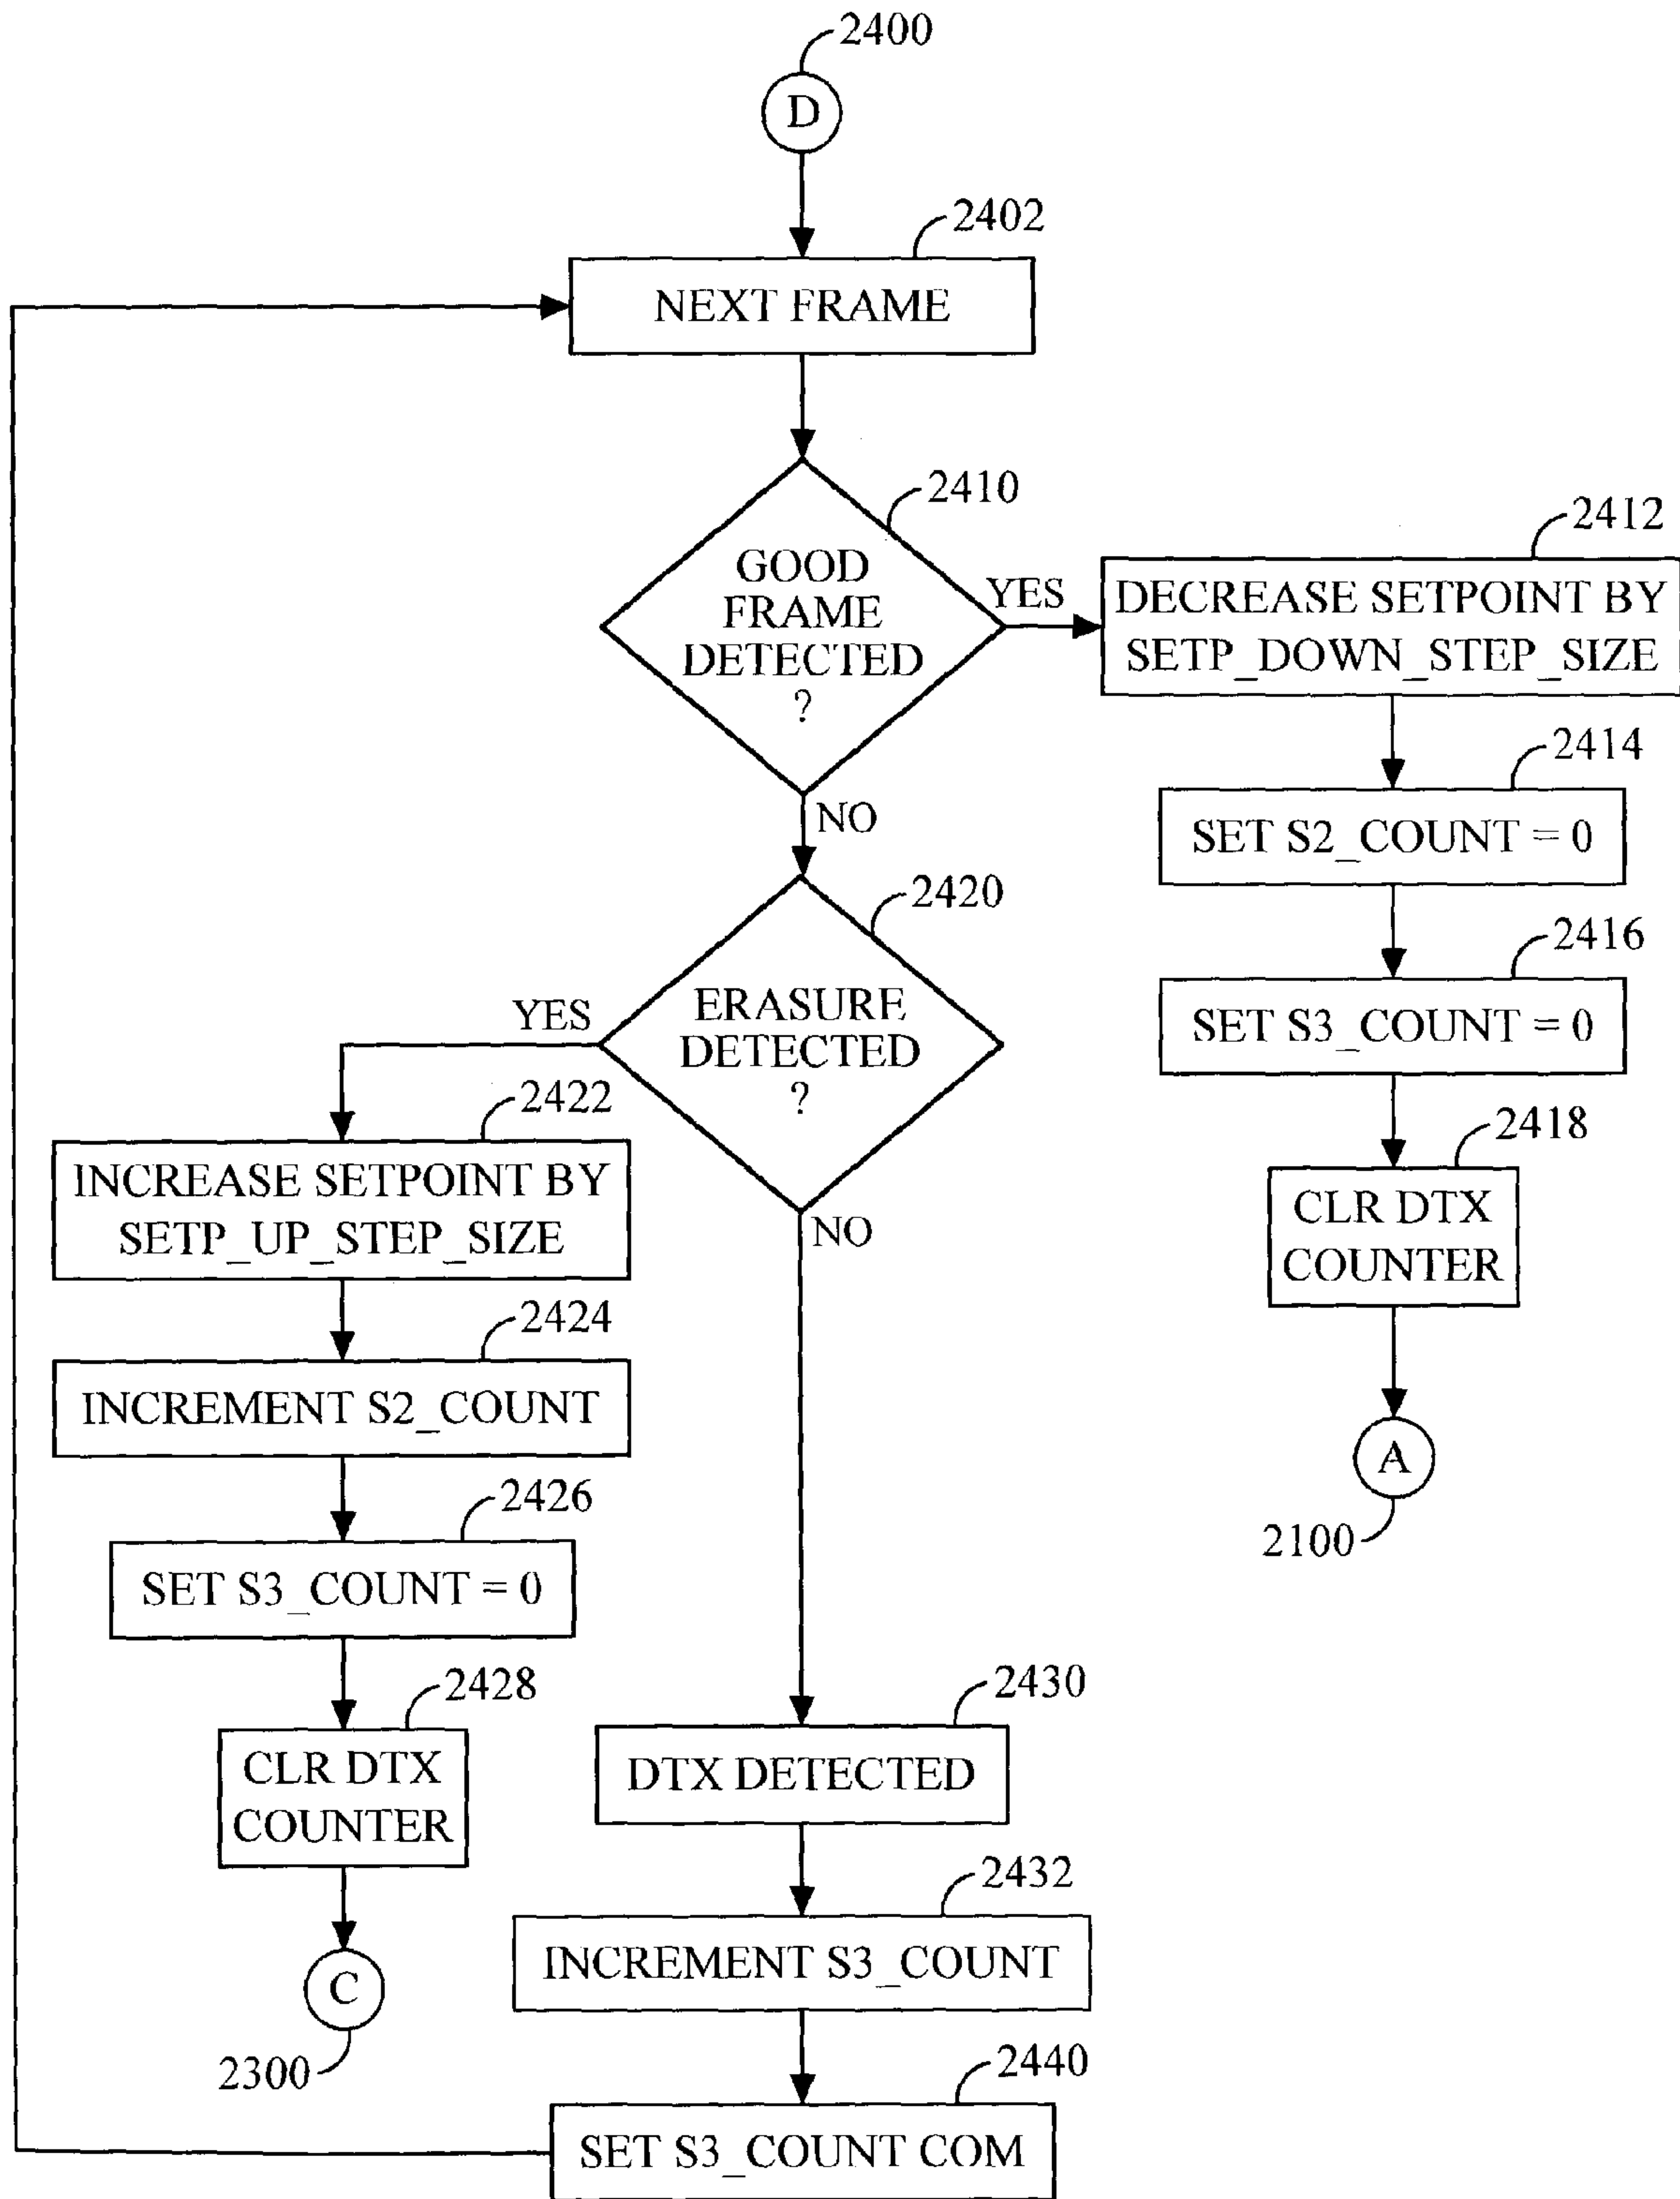 2400
D
2402
NEXT FRAME
2410
GOOD
FRAME
DETECTED
?
YES
NO
2412
DECREASE SETPOINT BY
SETP_DOWN_STEP_SIZE
2414
SET S2_COUNT = 0
2416
SET S3_COUNT = 0
2418
CLR DTX
COUNTER
A
2100
2420
ERASURE
DETECTED
?
YES
NO
2422
INCREASE SETPOINT BY
SETP_UP_STEP_SIZE
2424
INCREMENT S2_COUNT
2426
SET S3_COUNT = 0
2428
CLR DTX
COUNTER
C
2300
2430
DTX DETECTED
2432
INCREMENT S3_COUNT
2440
SET S3_COUNT COM